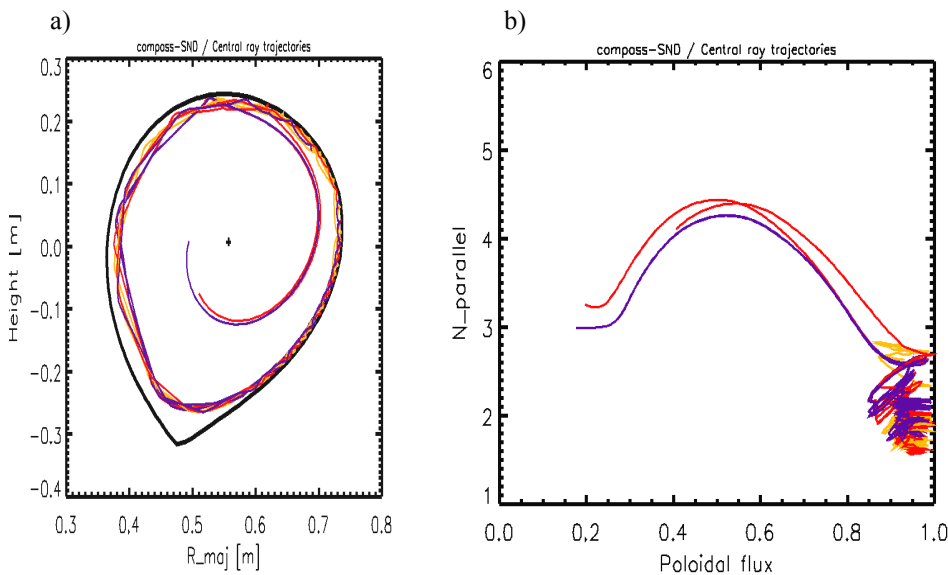 a)
compass-SND / Central ray trajectories
Height [m]
0.3
0.2
0.1
0.0
-0.1
-0.2
-0.3
-0.4
0.3 0.4 0.5 0.6 0.7 0.8
R_maj [m]
b)
compass-SND / Central ray trajectories
N_parallel
6
5
4
3
2
1
0.0 0.2 0.4 0.6 0.8 1.0
Poloidal flux